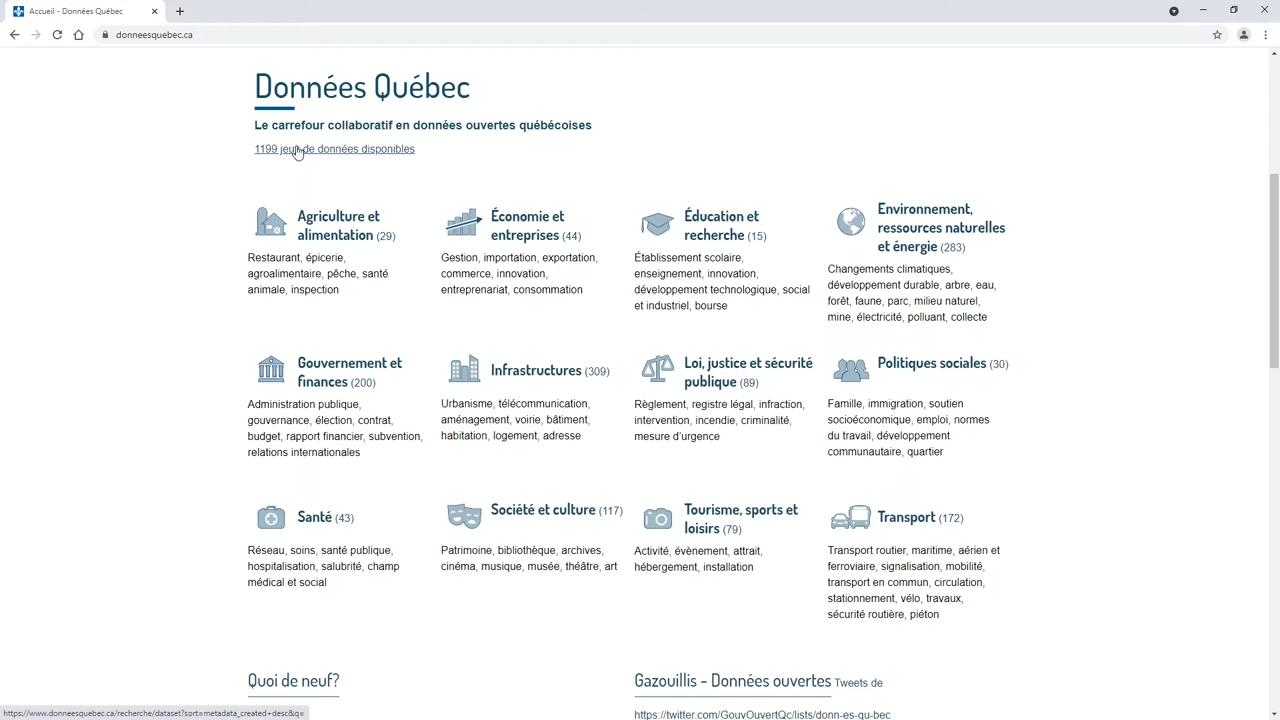 Accueil - Données Québec
donneesquebec.ca
Données Québec
Le carrefour collaboratif en données ouvertes québécoises
1199 jeux de données disponibles
Agriculture et
alimentation (29)
Restaurant, épicerie,
agroalimentaire, pêche, santé
animale, inspection
Économie et
entreprises (44)
Gestion, importation, exportation,
commerce, innovation,
entreprenariat, consommation
Éducation et
recherche (15)
Établissement scolaire,
enseignement, innovation,
développement technologique, social
et industriel, bourse
Environnement,
ressources naturelles
et énergie (283)
Changements climatiques,
développement durable, arbre, eau,
forêt, faune, parc, milieu naturel,
mine, électricité, polluant, collecte
Gouvernement et
finances (200)
Administration publique,
gouvernance, élection, contrat,
budget, rapport financier, subvention,
relations internationales
Infrastructures (309)
Urbanisme, télécommunication,
aménagement, voirie, bâtiment,
habitation, logement, adresse
Loi, justice et sécurité
publique (89)
Règlement, registre légal, infraction,
intervention, incendie, criminalité,
mesure d'urgence
Politiques sociales (30)
Famille, immigration, soutien
socioéconomique, emploi, normes
du travail, développement
communautaire, quartier
Santé (43)
Réseau, soins, santé publique,
hospitalisation, salubrité, champ
médical et social
Société et culture (117)
Patrimoine, bibliothèque, archives,
cinéma, musique, musée, théâtre, art
Tourisme, sports et
loisirs (79)
Activité, évènement, attrait,
hébergement, installation
Transport (172)
Transport routier, maritime, aérien et
ferroviaire, signalisation, mobilité,
transport en commun, circulation,
stationnement, vélo, travaux,
sécurité routière, piéton
Quoi de neuf?
Gazouillis - Données ouvertes Tweets de
https://twitter.com/GouvOuvertQc/lists/donn-es-qu-bec
https://www.donneesquebec.ca/recherche/dataset?sort=metadata_created+desc&q=